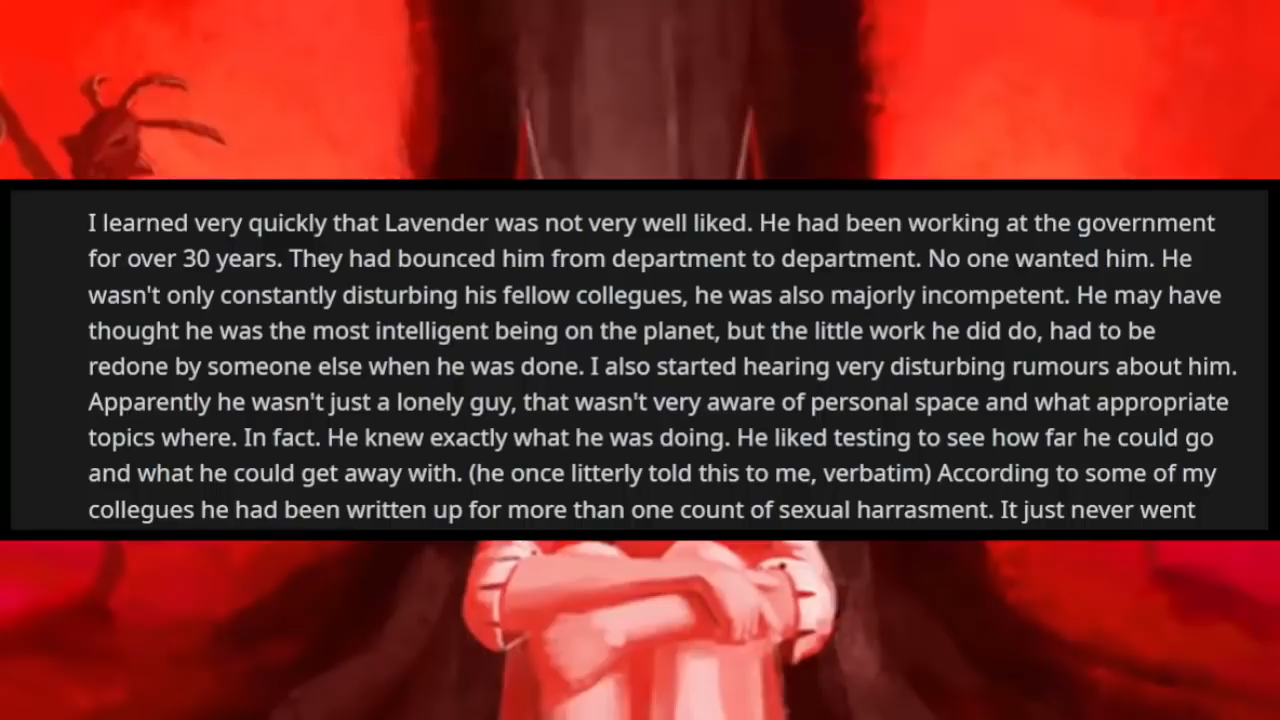 I learned very quickly that Lavender was not very well liked. He had been working at the government
for over 30 years. They had bounced him from department to department. No one wanted him. He
wasn't only constantly disturbing his fellow collegues, he was also majorly incompetent. He may have
thought he was the most intelligent being on the planet, but the little work he did do, had to be
redone by someone else when he was done. I also started hearing very disturbing rumours about him.
Apparently he wasn't just a lonely guy, that wasn't very aware of personal space and what appropriate
topics where. In fact. He knew exactly what he was doing. He liked testing to see how far he could go
and what he could get away with. (he once litterly told this to me, verbatim) According to some of my
collegues he had been written up for more than one count of sexual harrasment. It just never went